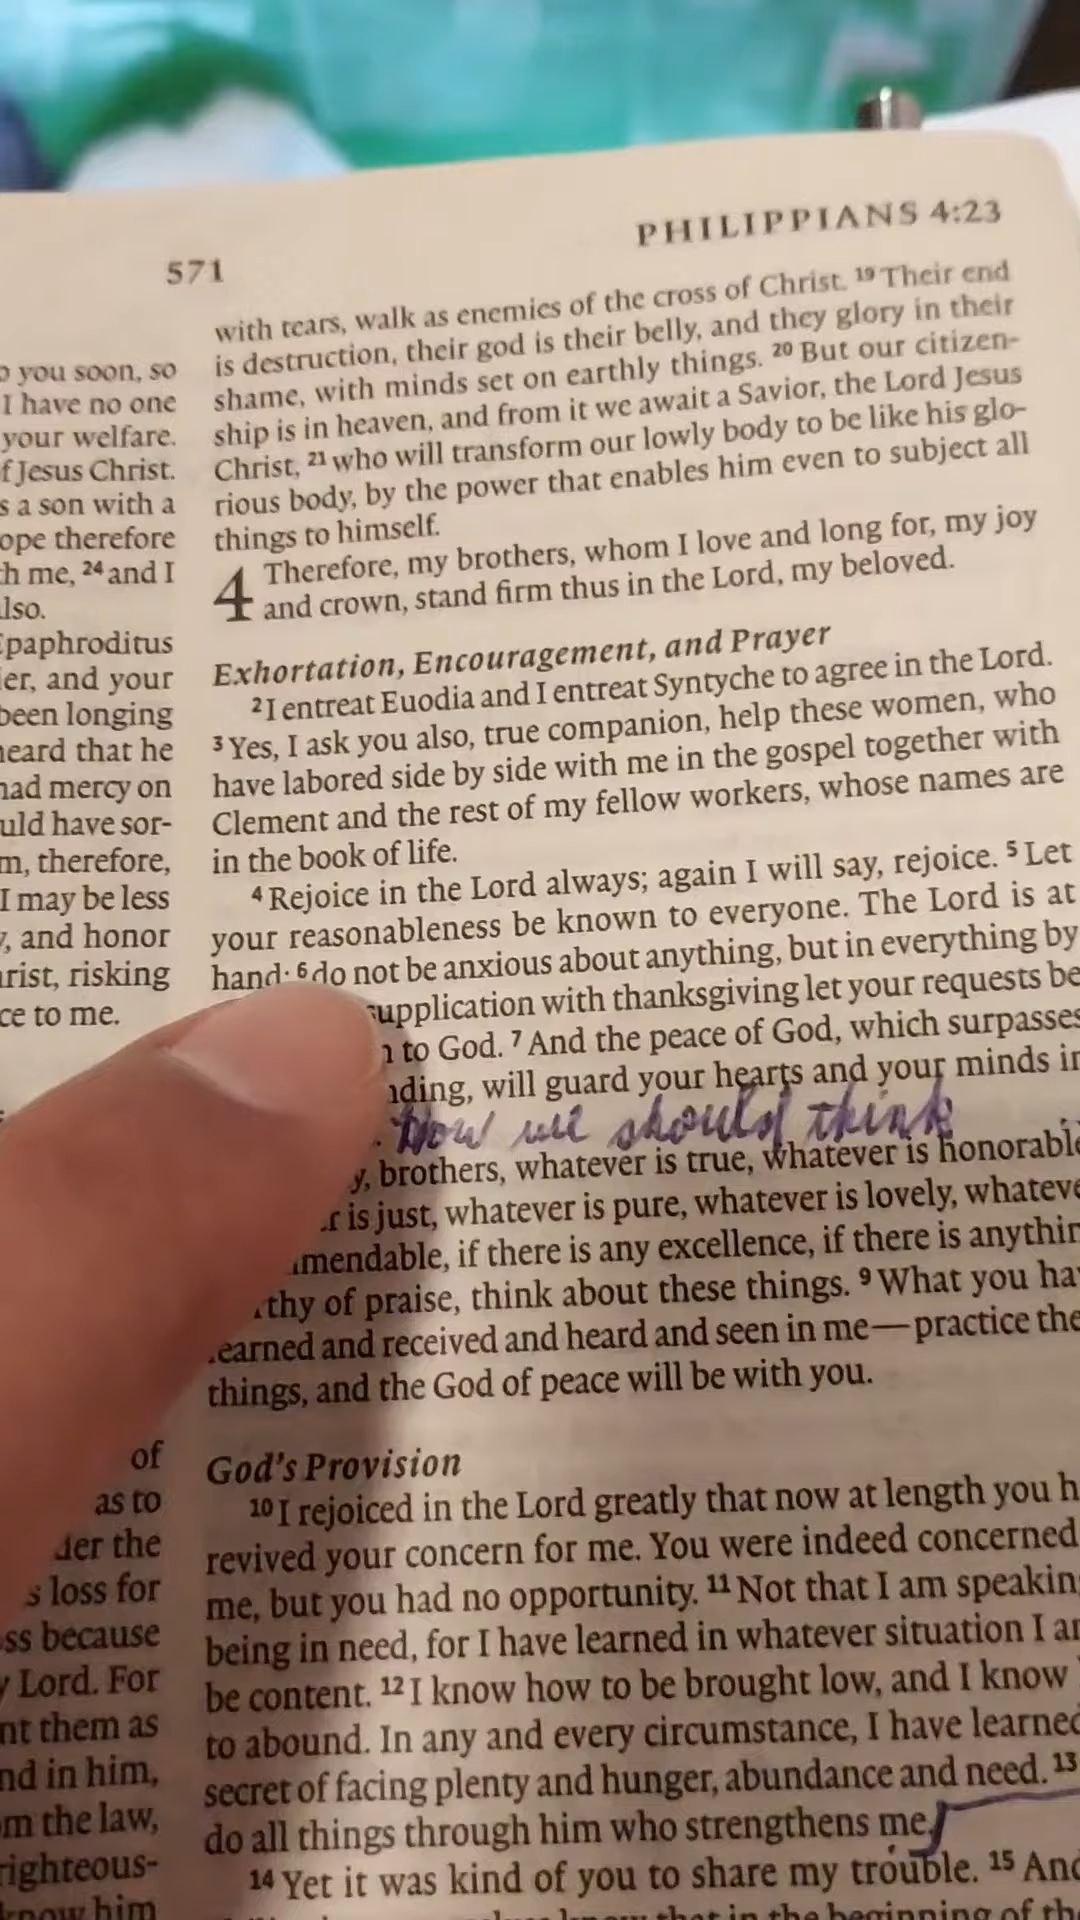 PHILIPPIANS 4:23
571
you soon, so
I have no one
your welfare.
f Jesus Christ.
s a son with a
ope therefore
h me, 24 and I
lso.
Epaphroditus
er, and your
been longing
heard that he
had mercy on
uld have sor-
m, therefore,
I may be less
, and honor
rist, risking
ce to me.
of
as to
der the
s loss for
ss because
Lord. For
nt them as
nd in him,
m the law,
righteous-
know him
with tears, walk as enemies of the cross of Christ. 19 Their end
is destruction, their god is their belly, and they glory in their
shame, with minds set on earthly things. 20 But our citizen-
ship is in heaven, and from it we await a Savior, the Lord Jesus
Christ, 21 who will transform our lowly body to be like his glo-
rious body, by the power that enables him even to subject all
things to himself.
4 Therefore, my brothers, whom I love and long for, my joy
and crown, stand firm thus in the Lord, my beloved.
Exhortation, Encouragement, and Prayer
2 I entreat Euodia and I entreat Syntyche to agree in the Lord.
3 Yes, I ask you also, true companion, help these women, who
have labored side by side with me in the gospel together with
Clement and the rest of my fellow workers, whose names are
in the book of life.
4 Rejoice in the Lord always; again I will say, rejoice. 5 Let
your reasonableness be known to everyone. The Lord is at
hand; 6 do not be anxious about anything, but in everything by
supplication with thanksgiving let your requests be
n to God. 7 And the peace of God, which surpasses
nding, will guard your hearts and your minds in
How we should think
y, brothers, whatever is true, whatever is honorable
r is just, whatever is pure, whatever is lovely, whateve
mendable, if there is any excellence, if there is anythin
thy of praise, think about these things. 9 What you ha
earned and received and heard and seen in me—practice the
things, and the God of peace will be with you.
God's Provision
10 I rejoiced in the Lord greatly that now at length you h
revived your concern for me. You were indeed concerned
me, but you had no opportunity. 11 Not that I am speakin
being in need, for I have learned in whatever situation I a
be content. 12 I know how to be brought low, and I know
to abound. In any and every circumstance, I have learned
secret of facing plenty and hunger, abundance and need. 13
do all things through him who strengthens me.
14 Yet it was kind of you to share my trouble. 15 And
that in the beginning of th